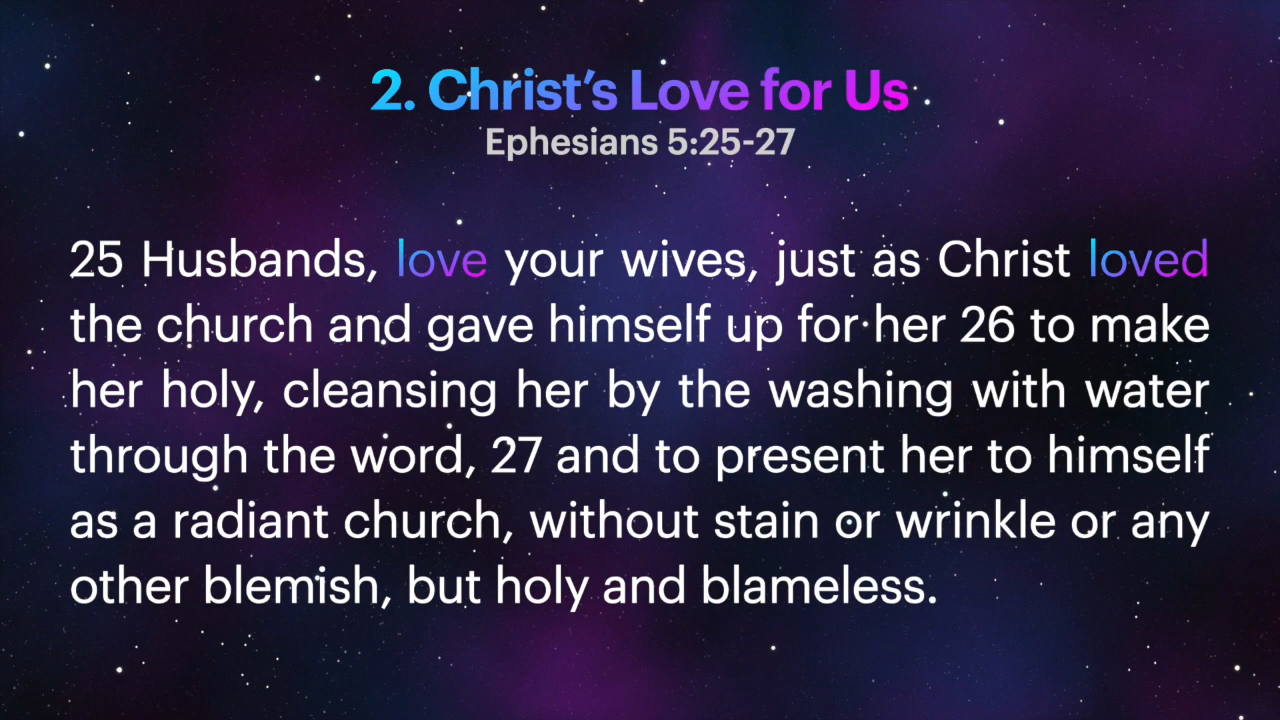 2. Christ’s Love for Us
Ephesians 5:25-27
25 Husbands, love your wives, just as Christ loved
the church and gave himself up for her 26 to make
her holy, cleansing her by the washing with water
through the word, 27 and to present her to himself
as a radiant church, without stain or wrinkle or any
other blemish, but holy and blameless.